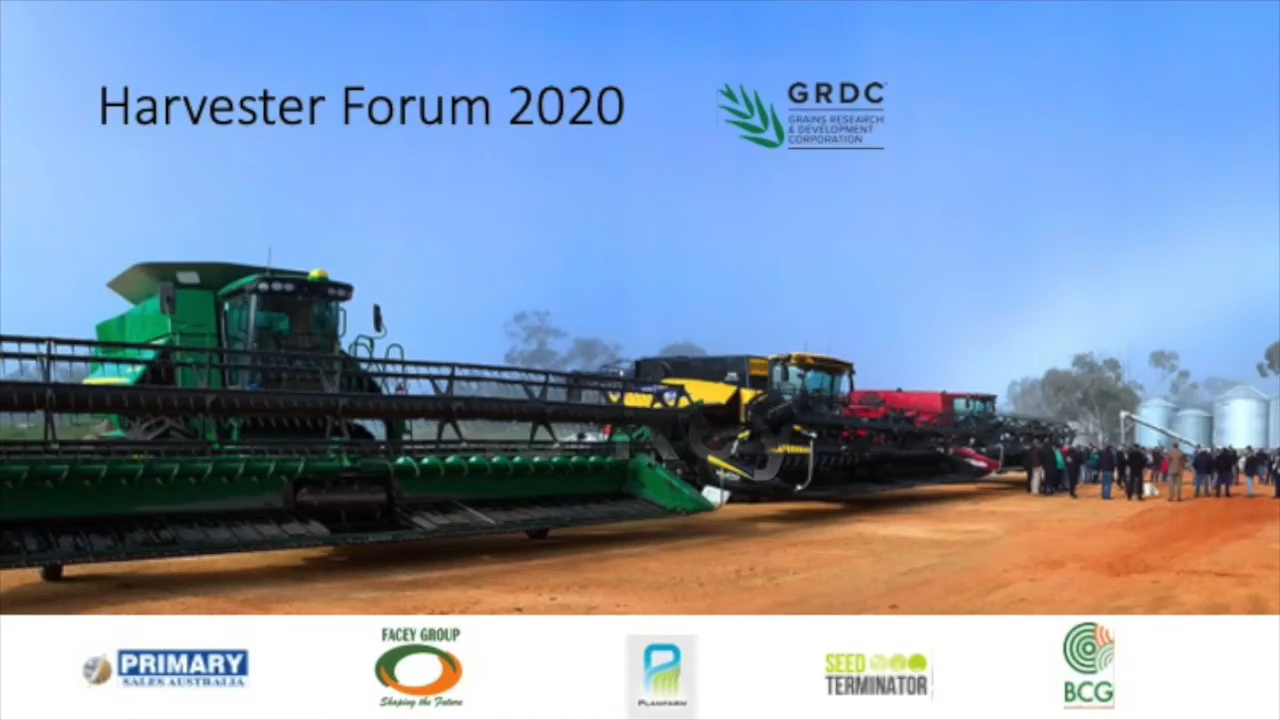 Harvester Forum 2020
GRDC
GRAINS RESEARCH
& DEVELOPMENT
CORPORATION
PRIMARY
SALES AUSTRALIA
FACEY GROUP
Shaping the Future
PLANFARM
SEED
TERMINATOR
BCG